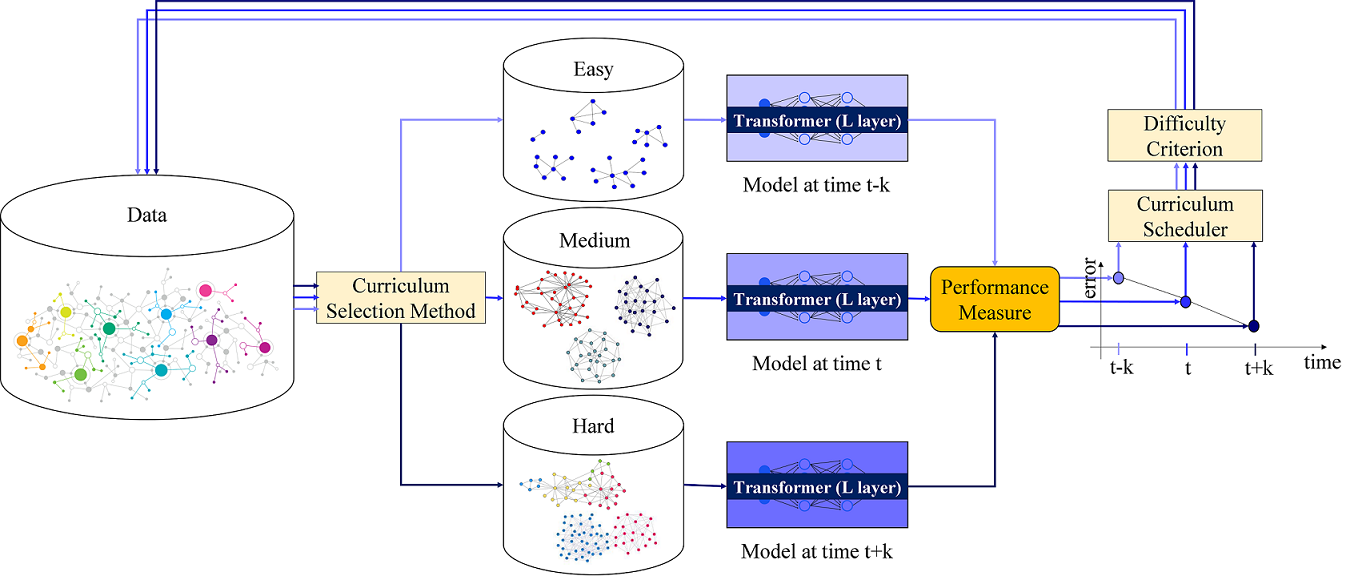 Data
Curriculum
Selection Method
Easy
Transformer (L layer)
Model at time t-k
Medium
Transformer (L layer)
Model at time t
Hard
Transformer (L layer)
Model at time t+k
Performance
Measure
Difficulty
Criterion
Curriculum
Scheduler
error
t-k
t
t+k
time